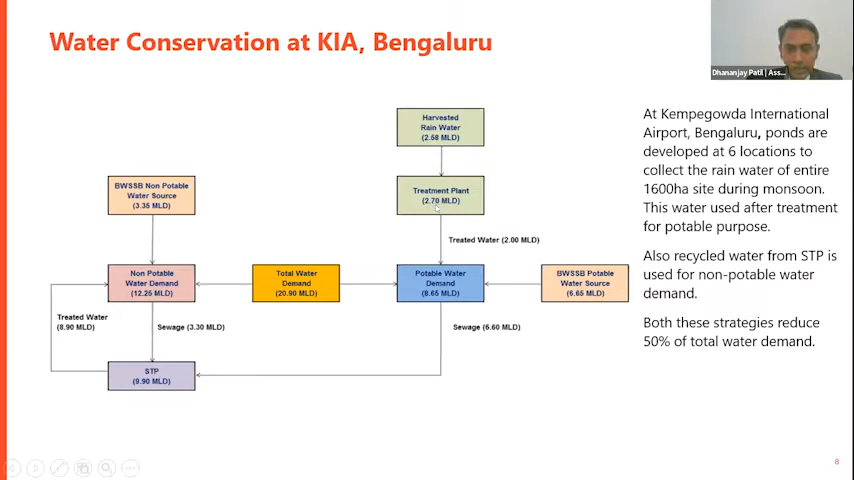 Water Conservation at KIA, Bengaluru
Dhananjay Patil | Ass...
Harvested
Rain Water
(2.58 MLD)
BWSSB Non Potable
Water Source
(3.35 MLD)
Treatment Plant
(2.70 MLD)
Treated Water (2.00 MLD)
Non Potable
Water Demand
(12.25 MLD)
Total Water
Demand
(20.90 MLD)
Potable Water
Demand
(8.65 MLD)
BWSSB Potable
Water Source
(6.65 MLD)
Treated Water
(8.90 MLD)
Sewage (3.30 MLD)
Sewage (6.60 MLD)
STP
(9.90 MLD)
At Kempegowda International
Airport, Bengaluru, ponds are
developed at 6 locations to
collect the rain water of entire
1600ha site during monsoon.
This water used after treatment
for potable purpose.
Also recycled water from STP is
used for non-potable water
demand.
Both these strategies reduce
50% of total water demand.
8